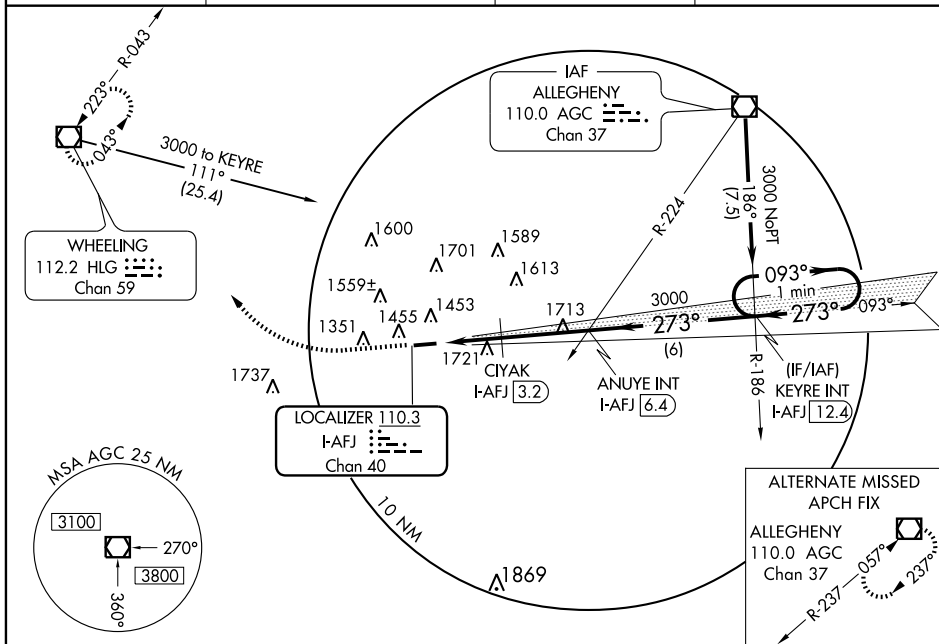 R-043
223°
043°
3000 to KEYRE
111°
(25.4)
WHEELING
112.2 HLG
Chan 59
IAF
ALLEGHENY
110.0 AGC
Chan 37
R-224
3000 NoPT
186°
(7.5)
1600
1701
1589
1613
1559±
1453
1455
1351
1713
1721
1737
093°
1 min
273°
093°
3000
273°
(6)
CIYAK
I-AFJ 3.2
ANUYE INT
I-AFJ 6.4
R-186
(IF/IAF)
KEYRE INT
I-AFJ 12.4
LOCALIZER 110.3
I-AFJ
Chan 40
10 NM
1869
MSA AGC 25 NM
3100
270°
3800
360°
ALTERNATE MISSED
APCH FIX
ALLEGHENY
110.0 AGC
Chan 37
057°
237°
R-237